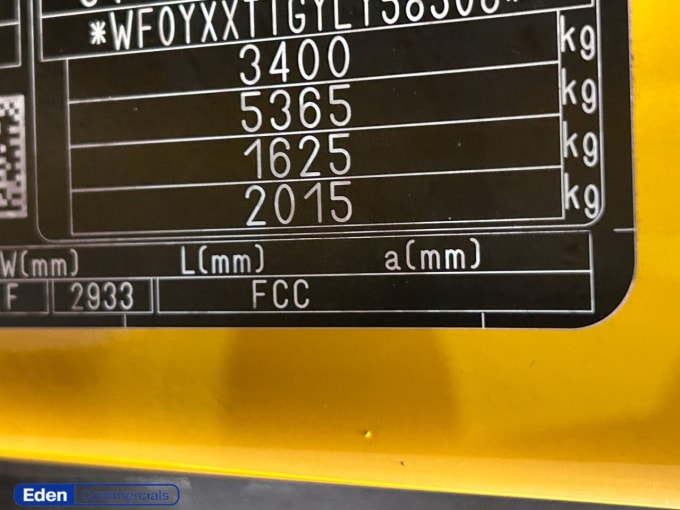 3400 kg
5365 kg
1625 kg
2015 kg
W(mm) L(mm) a(mm)
F 2933 FCC
Eden Commercials